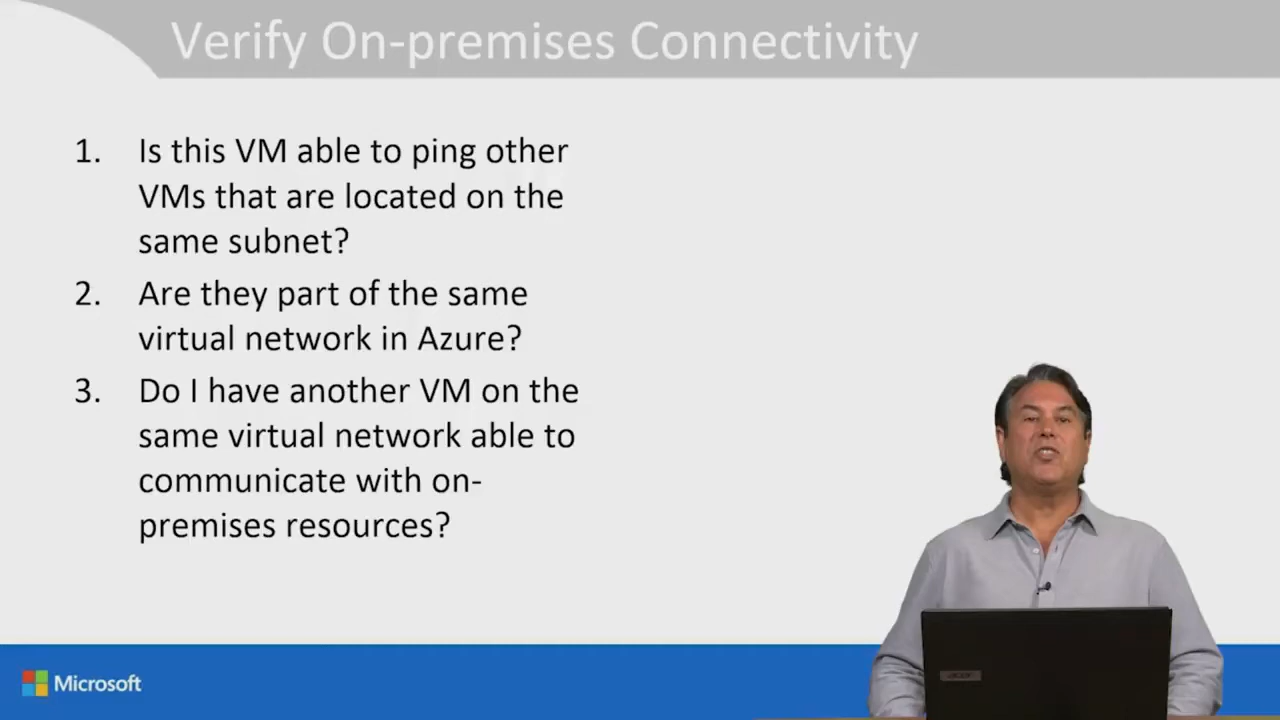 Verify On-premises Connectivity
1. Is this VM able to ping other
VMs that are located on the
same subnet?
2. Are they part of the same
virtual network in Azure?
3. Do I have another VM on the
same virtual network able to
communicate with on-
premises resources?
Microsoft
acer